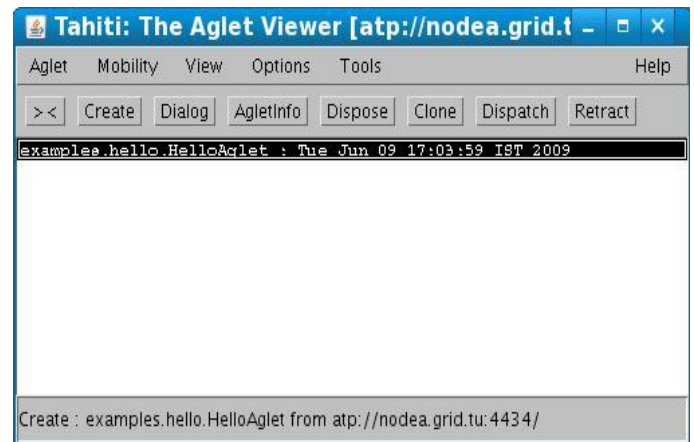 Tahiti: The Aglet Viewer [atp://nodea.grid.t
Aglet Mobility View Options Tools Help
>< Create Dialog AgletInfo Dispose Clone Dispatch Retract
examples.hello.HelloAglet : Tue Jun 09 17:03:59 IST 2009
Create : examples.hello.HelloAglet from atp://nodea.grid.tu:4434/